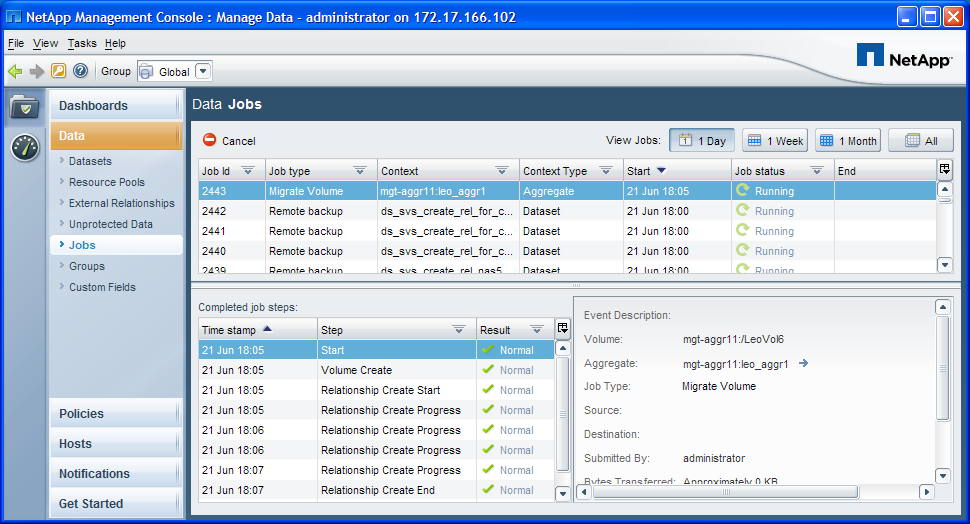 NetApp Management Console : Manage Data - administrator on 172.17.166.102
File View Tasks Help
Group Global
NetApp
Dashboards
Data
Datasets
Resource Pools
External Relationships
Unprotected Data
Jobs
Groups
Custom Fields
Policies
Hosts
Notifications
Get Started
Data Jobs
Cancel View Jobs: 1 Day 1 Week 1 Month All
Job Id Job type Context Context Type Start Job status End
2443 Migrate Volume mgt-aggr11:leo_aggr1 Aggregate 21 Jun 18:05 Running
2442 Remote backup ds_svs_create_rel_for_c... Dataset 21 Jun 18:00 Running
2441 Remote backup ds_svs_create_rel_for_c... Dataset 21 Jun 18:00 Running
2440 Remote backup ds_svs_create_rel_for_c... Dataset 21 Jun 18:00 Running
2439 Remote backup ds_svs_create_rel_nas5... Dataset 21 Jun 18:00 Running
Completed job steps:
Time stamp Step Result
21 Jun 18:05 Start Normal
21 Jun 18:05 Volume Create Normal
21 Jun 18:05 Relationship Create Start Normal
21 Jun 18:05 Relationship Create Progress Normal
21 Jun 18:06 Relationship Create Progress Normal
21 Jun 18:06 Relationship Create Progress Normal
21 Jun 18:07 Relationship Create Progress Normal
21 Jun 18:07 Relationship Create End Normal
Event Description:
Volume: mgt-aggr11:/LeoVol6
Aggregate: mgt-aggr11:leo_aggr1
Job Type: Migrate Volume
Source:
Destination:
Submitted By: administrator
Bytes Transferred: Approximately 0 KB